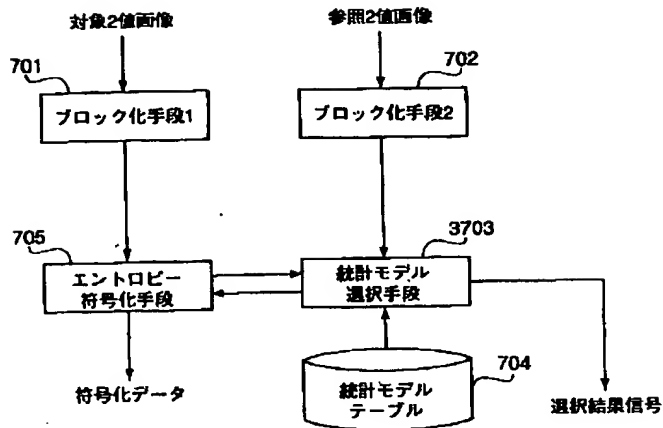 対象2値画像
参照2値画像
701
702
ブロック化手段1
ブロック化手段2
705
3703
エントロピー
符号化手段
統計モデル
選択手段
704
統計モデル
テーブル
符号化データ
選択結果信号